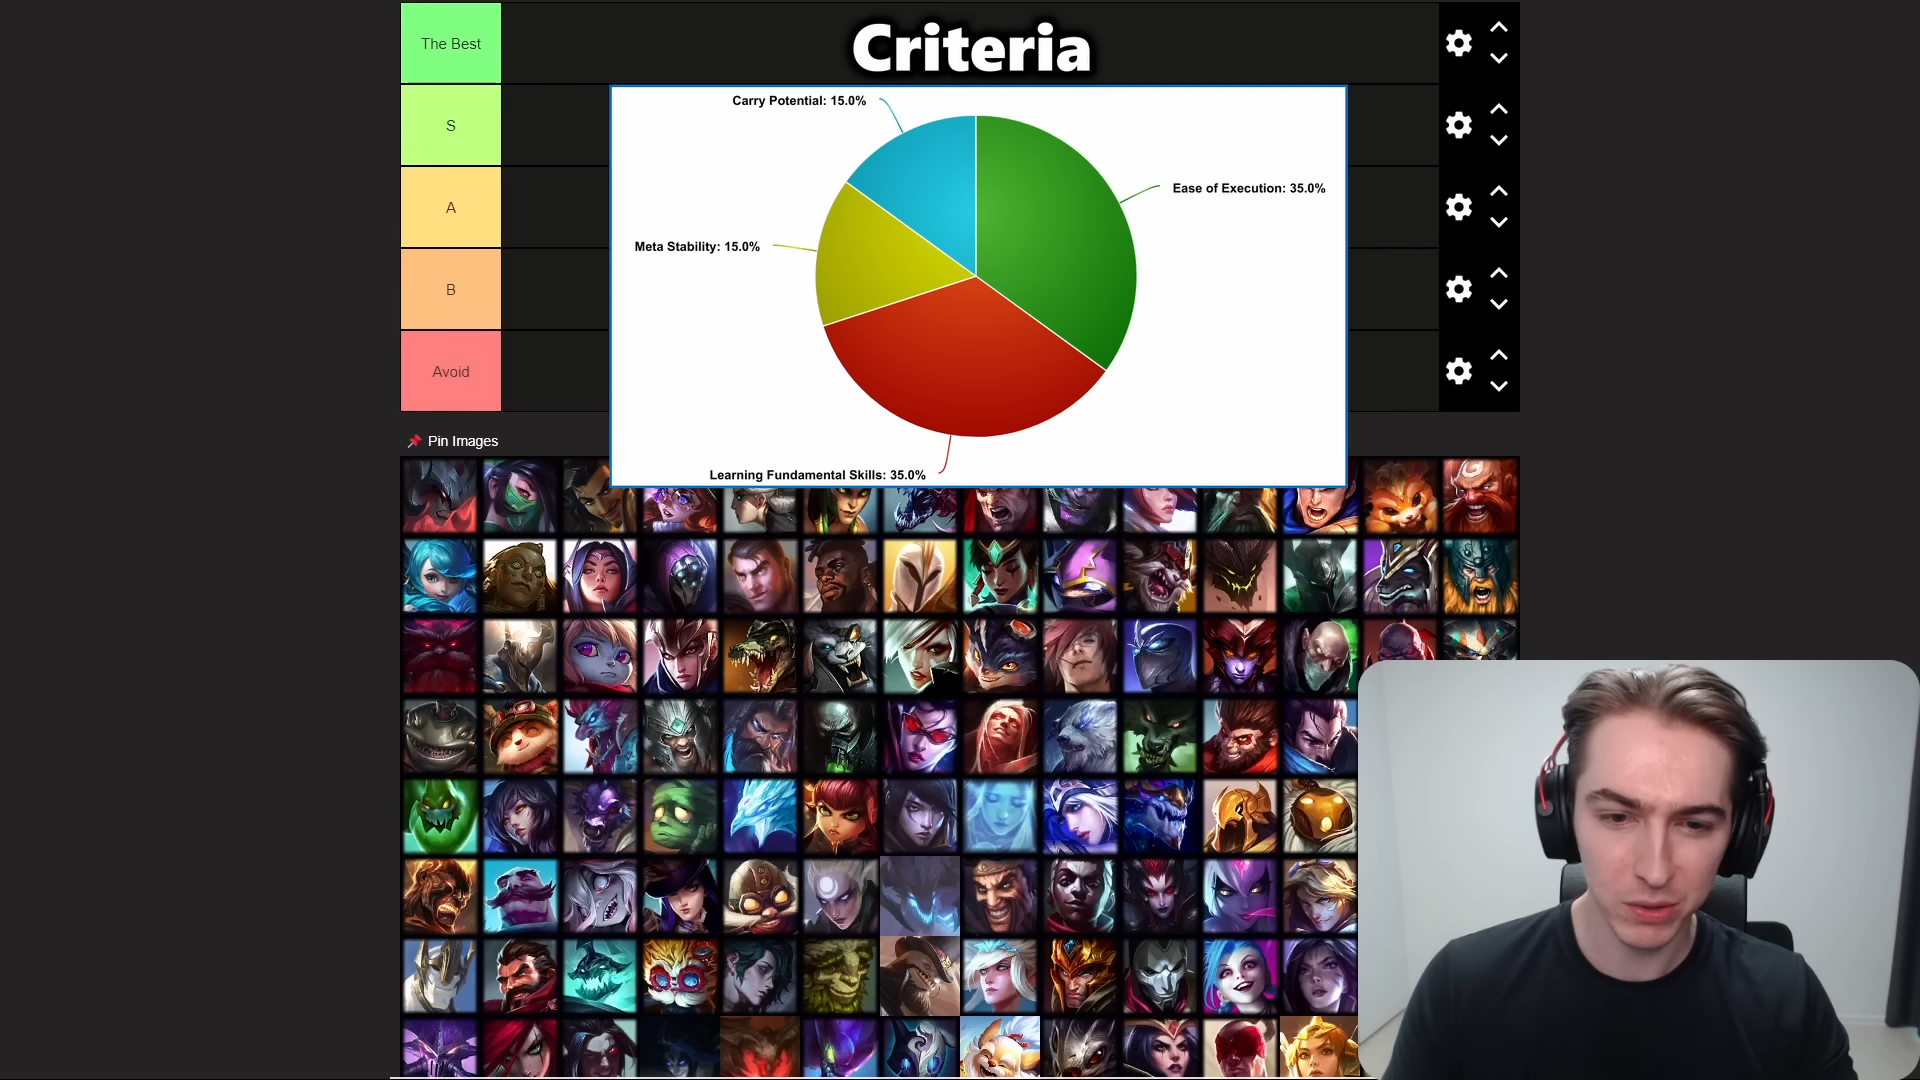 Criteria
The Best
S
A
B
Avoid
Carry Potential: 15.0%
Ease of Execution: 35.0%
Meta Stability: 15.0%
Learning Fundamental Skills: 35.0%
Pin Images